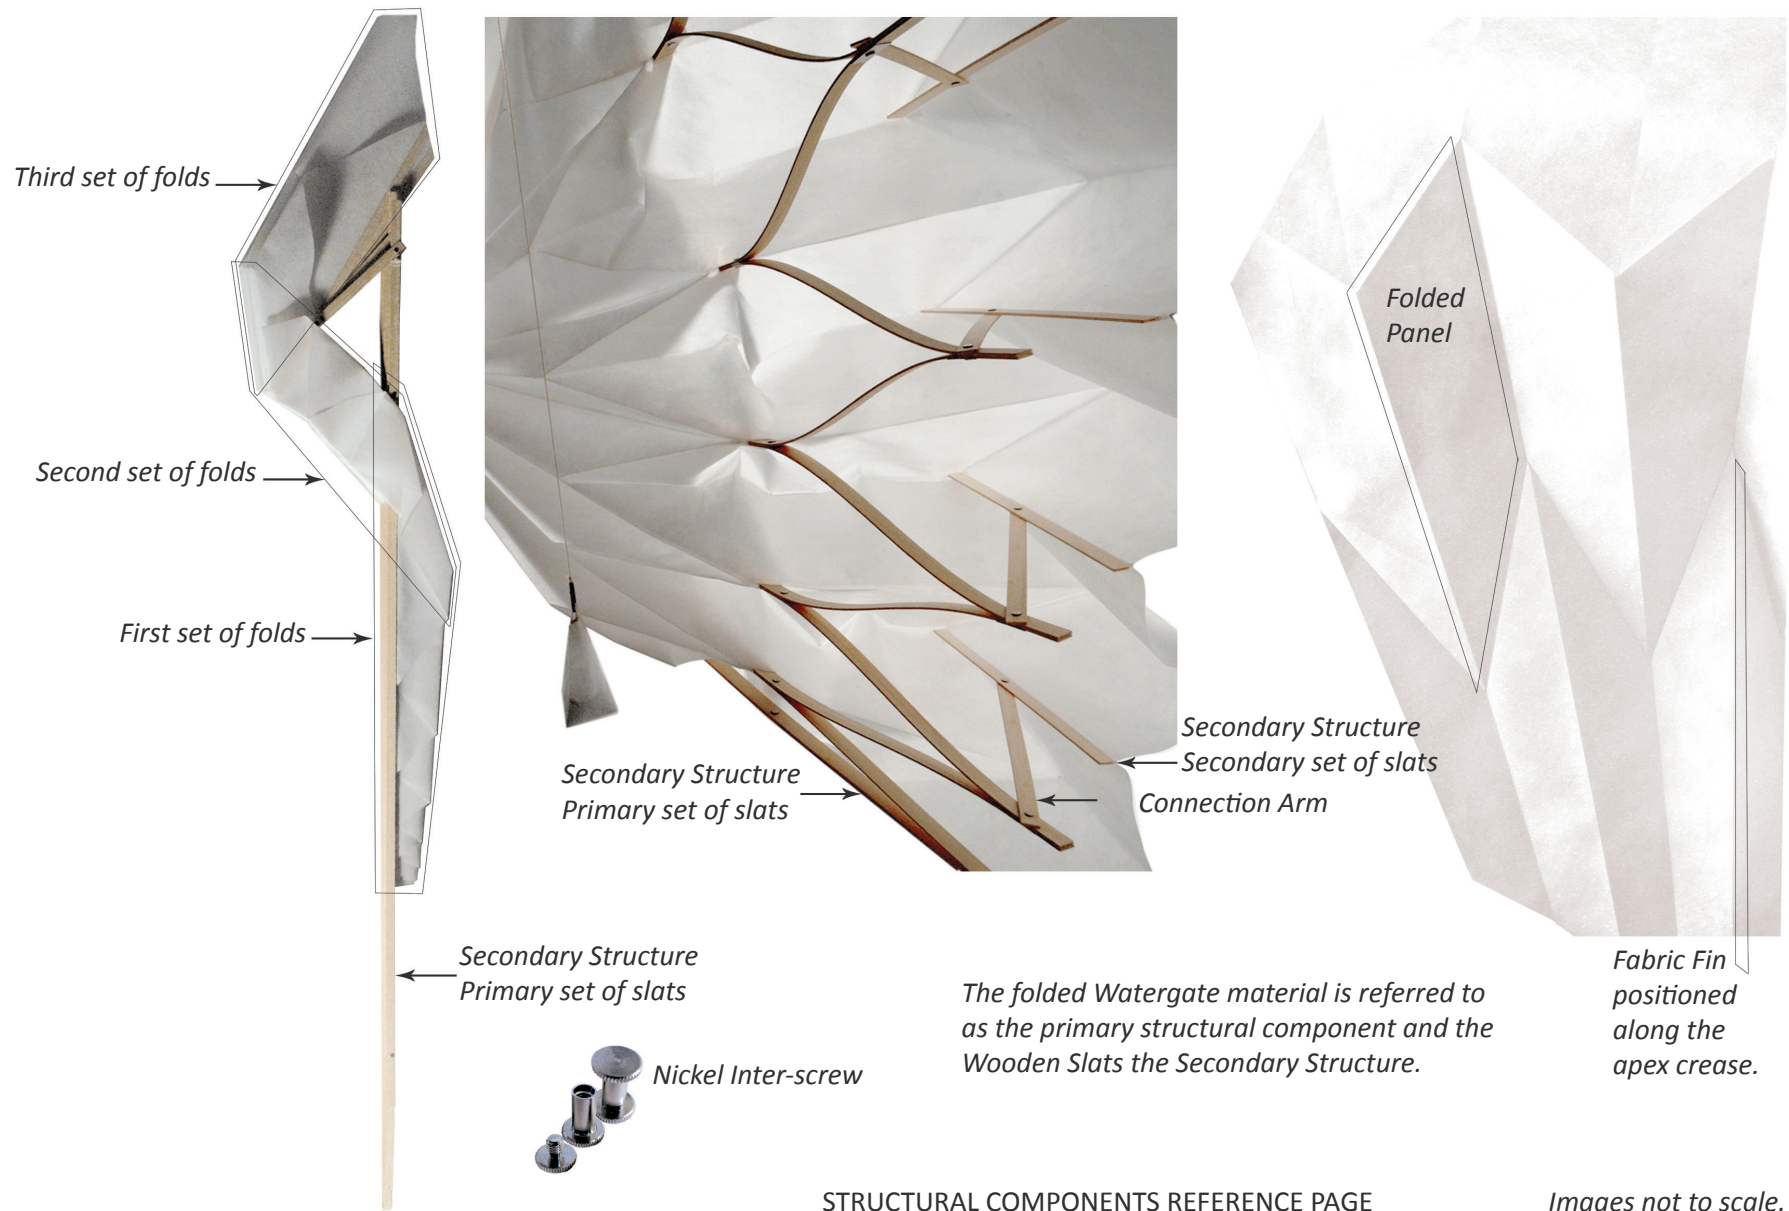 Third set of folds
Second set of folds
First set of folds
Secondary Structure
Primary set of slats
Nickel Inter-screw
Secondary Structure
Primary set of slats
Secondary Structure
Secondary set of slats
Connection Arm
Folded
Panel
Fabric Fin
positioned
along the
apex crease.
The folded Watergate material is referred to
as the primary structural component and the
Wooden Slats the Secondary Structure.
STRUCTURAL COMPONENTS REFERENCE PAGE
Images not to scale.